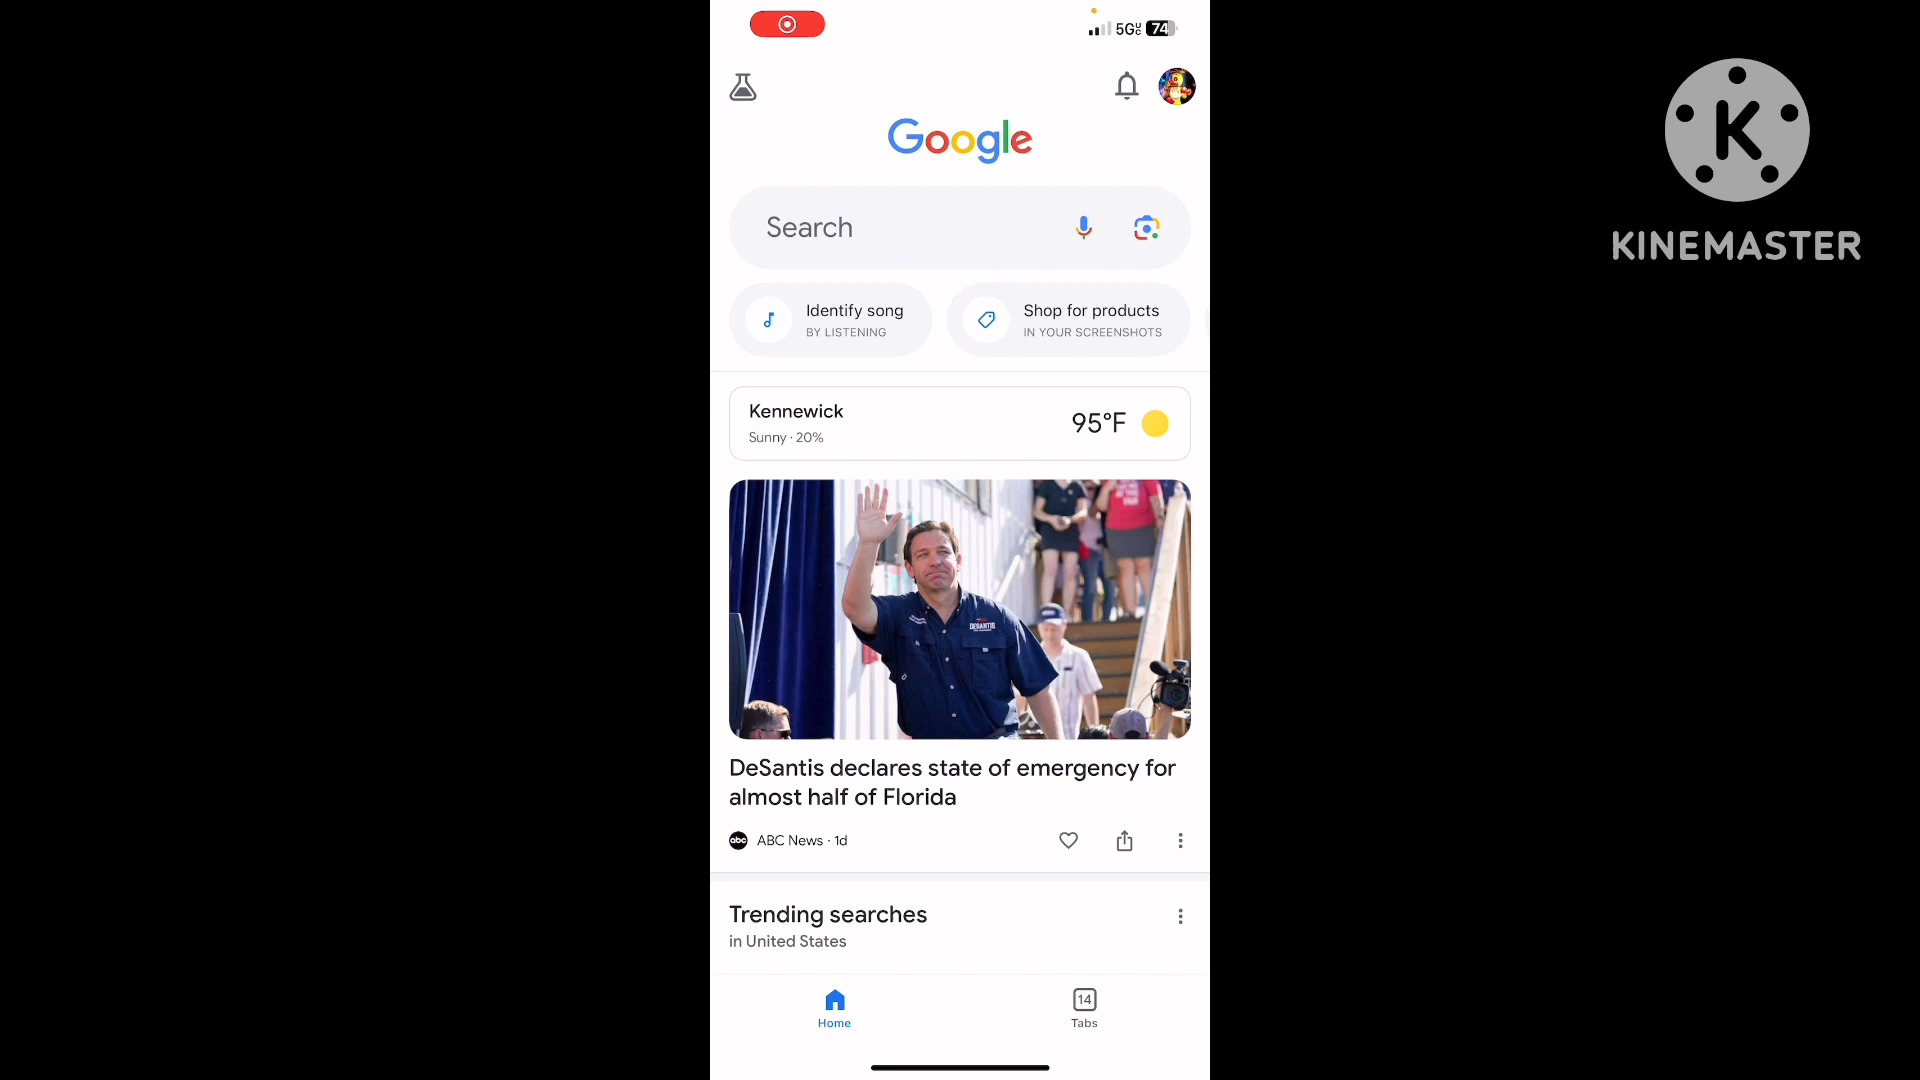 5G
74
Google
Search
Identify song
BY LISTENING
Shop for products
IN YOUR SCREENSHOTS
Kennewick
Sunny · 20%
95°F
DESANTIS
DeSantis declares state of emergency for
almost half of Florida
abc ABC News · 1d
Trending searches
in United States
Home
14
Tabs
K
KINEMASTER